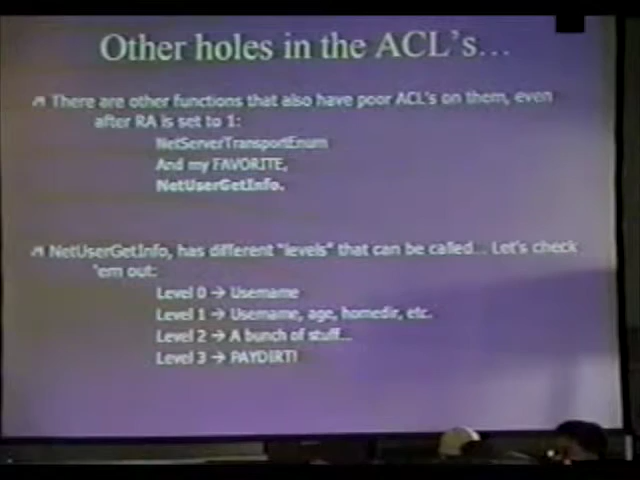 Other holes in the ACL's...
There are other functions that also have poor ACL's on them, even
after RA is set to 1:
NetServerTransportEnum
And my FAVORITE,
NetUserGetInfo.
NetUserGetInfo, has different "levels" that can be called... Let's check
'em out:
Level 0 → Username
Level 1 → Username, age, homedir, etc.
Level 2 → A bunch of stuff...
Level 3 → PAYDIRT!